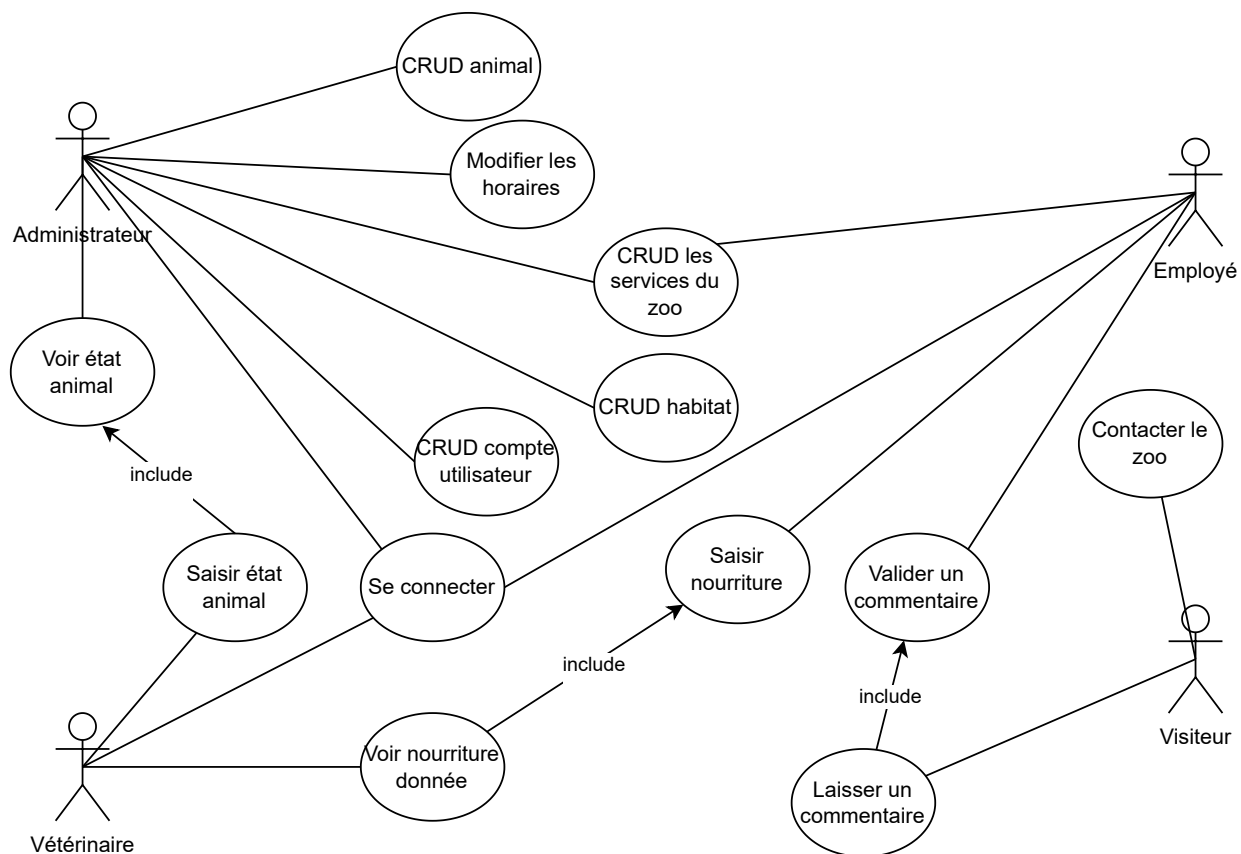 CRUD animal
Modifier les
horaires
Administrateur
CRUD les
services du
zoo
Employé
Voir état
animal
CRUD habitat
CRUD compte
utilisateur
Contacter le
zoo
include
Saisir état
animal
Se connecter
Saisir
nourriture
Valider un
commentaire
include
include
Voir nourriture
donnée
Visiteur
Laisser un
commentaire
Vétérinaire